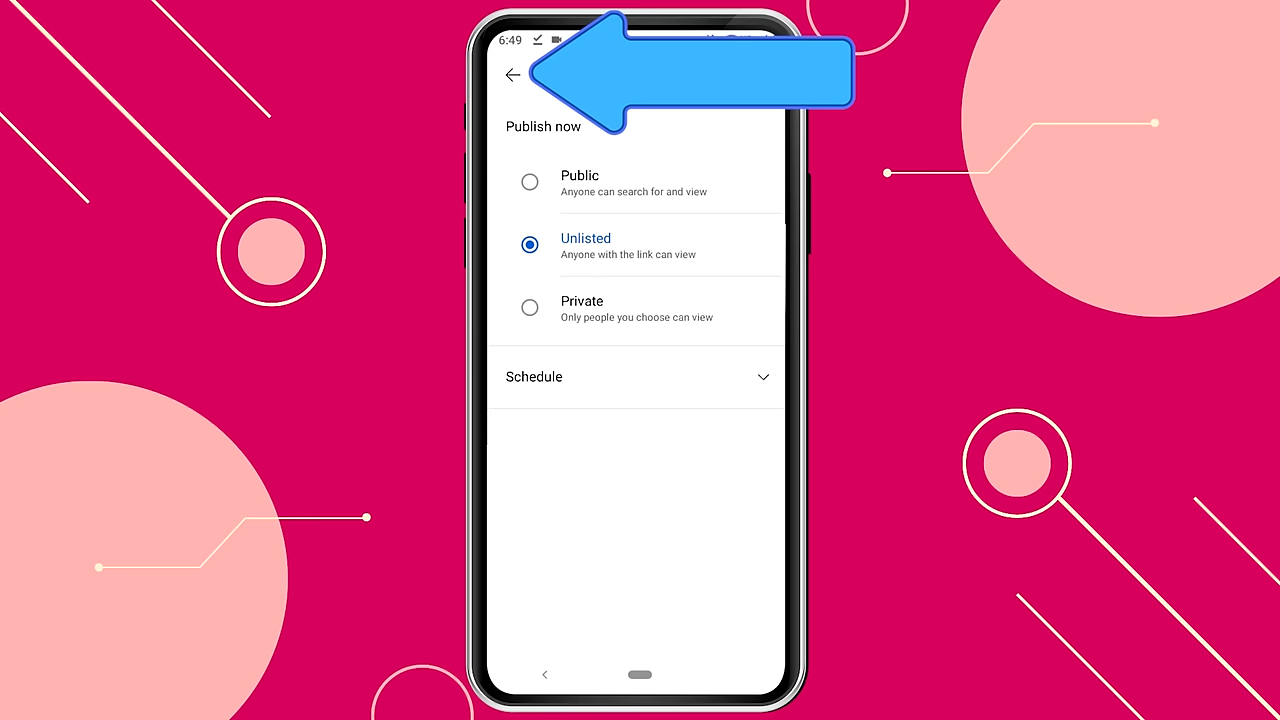 6:49
Publish now
Public
Anyone can search for and view
Unlisted
Anyone with the link can view
Private
Only people you choose can view
Schedule